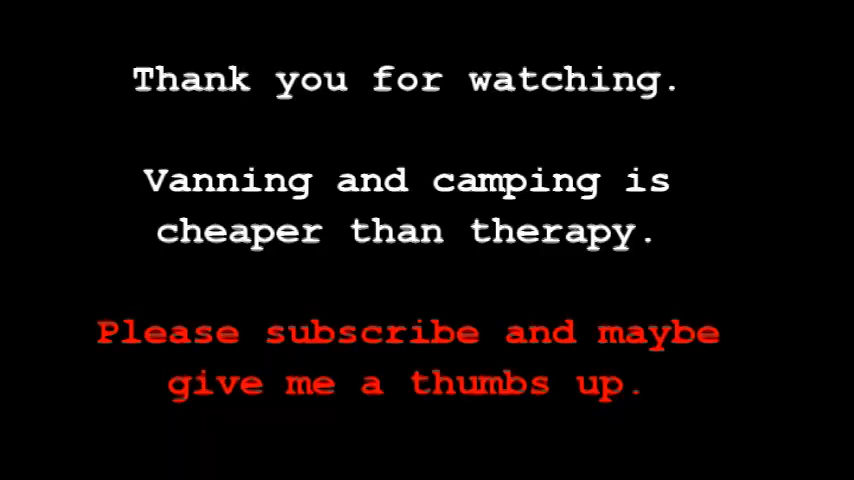 Thank you for watching.
Vanning and camping is
cheaper than therapy.
Please subscribe and maybe
give me a thumbs up.